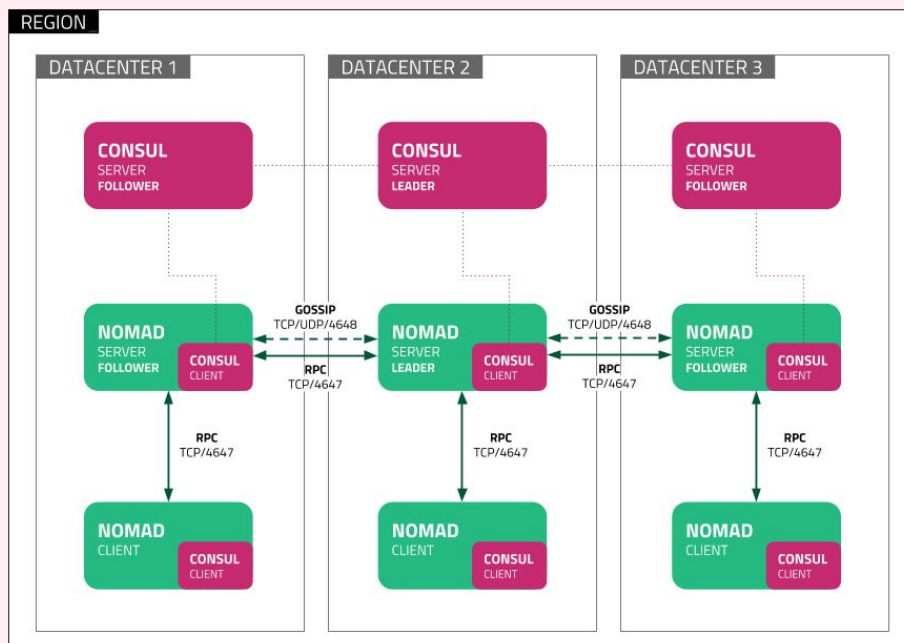 REGION
DATACENTER 1
DATACENTER 2
DATACENTER 3
CONSUL
SERVER
FOLLOWER
CONSUL
SERVER
LEADER
CONSUL
SERVER
FOLLOWER
NOMAD
SERVER
FOLLOWER
CONSUL
CLIENT
GOSSIP
TCP/UDP/4648
RPC
TCP/4647
NOMAD
SERVER
LEADER
CONSUL
CLIENT
GOSSIP
TCP/UDP/4648
RPC
TCP/4647
NOMAD
SERVER
FOLLOWER
CONSUL
CLIENT
RPC
TCP/4647
RPC
TCP/4647
RPC
TCP/4647
NOMAD
CLIENT
CONSUL
CLIENT
NOMAD
CLIENT
CONSUL
CLIENT
NOMAD
CLIENT
CONSUL
CLIENT